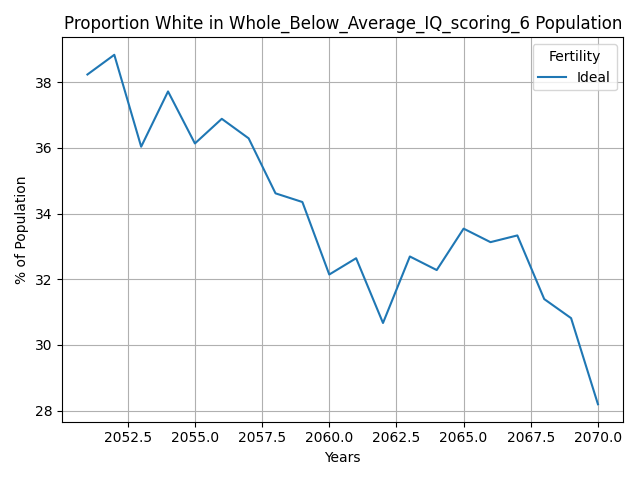 Proportion White in Whole_Below_Average_IQ_scoring_6 Population
Fertility
Ideal
% of Population
38
36
34
32
30
28
2052.5 2055.0 2057.5 2060.0 2062.5 2065.0 2067.5 2070.0
Years